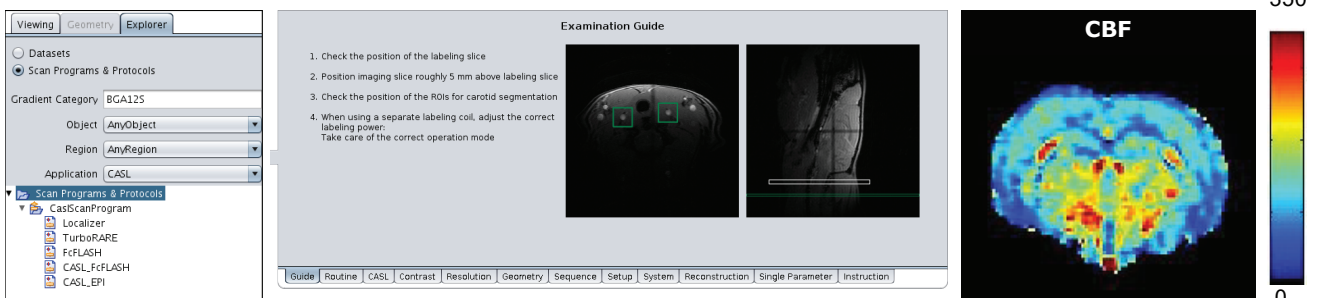 Viewing Geometry Explorer
Datasets
Scan Programs & Protocols
Gradient Category BGA12S
Object AnyObject
Region AnyRegion
Application CASL
Scan Programs & Protocols
CaslScanProgram
Localizer
TurboRARE
FcFLASH
CASL_FcFLASH
CASL_EPI
Examination Guide
1. Check the position of the labeling slice
2. Position imaging slice roughly 5 mm above labeling slice
3. Check the position of the ROIs for carotid segmentation
4. When using a separate labeling coil, adjust the correct
labeling power:
Take care of the correct operation mode
Guide Routine CASL Contrast Resolution Geometry Sequence Setup System Reconstruction Single Parameter Instruction
CBF
350
0